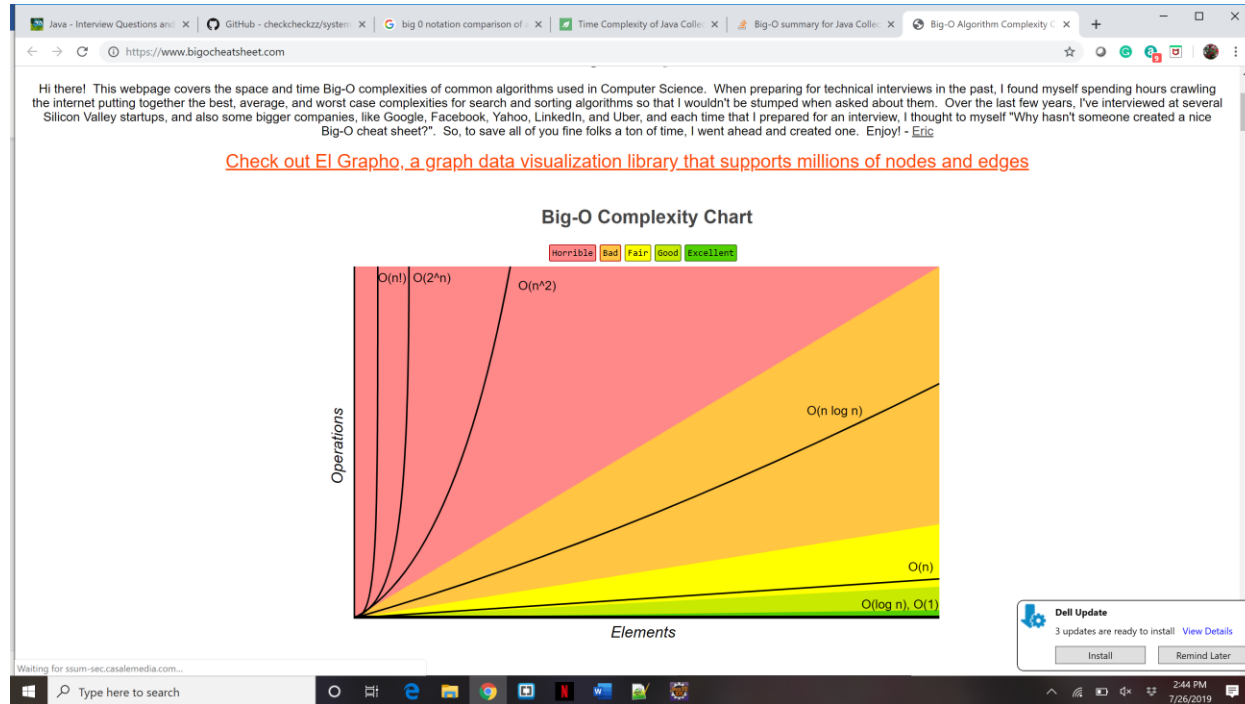 Java - Interview Questions and
GitHub - checkcheckzz/system
big 0 notation comparison of a
Time Complexity of Java Collec
Big-O summary for Java Collec
Big-O Algorithm Complexity C
https://www.bigocheatsheet.com
9
Hi there! This webpage covers the space and time Big-O complexities of common algorithms used in Computer Science. When preparing for technical interviews in the past, I found myself spending hours crawling
the internet putting together the best, average, and worst case complexities for search and sorting algorithms so that I wouldn't be stumped when asked about them. Over the last few years, I've interviewed at several
Silicon Valley startups, and also some bigger companies, like Google, Facebook, Yahoo, LinkedIn, and Uber, and each time that I prepared for an interview, I thought to myself "Why hasn't someone created a nice
Big-O cheat sheet?". So, to save all of you fine folks a ton of time, I went ahead and created one. Enjoy! - Eric
Check out El Grapho, a graph data visualization library that supports millions of nodes and edges
Big-O Complexity Chart
Horrible Bad Fair Good Excellent
O(n!) O(2^n)
O(n^2)
O(n log n)
Operations
O(n)
O(log n), O(1)
Elements
Dell Update
3 updates are ready to install View Details
Install Remind Later
Waiting for ssum-sec.casalemedia.com...
Type here to search
2:44 PM
7/26/2019